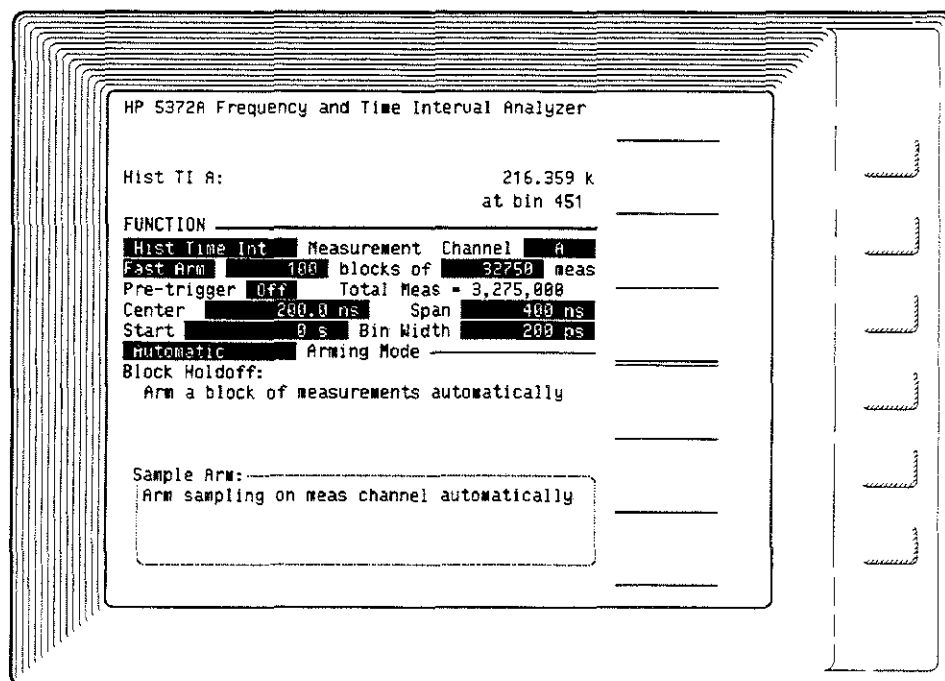 HP 5372A Frequency and Time Interval Analyzer
Hist TI A: 216.359 k
at bin 451
FUNCTION
Hist Time Int Measurement Channel A
Fast Arm 100 blocks of 32750 meas
Pre-trigger Off Total Meas = 3,275,000
Center 200.0 ns Span 400 ns
Start 0 s Bin Width 200 ps
Automatic Arming Mode
Block Holdoff:
Arm a block of measurements automatically
Sample Arm:
Arm sampling on meas channel automatically